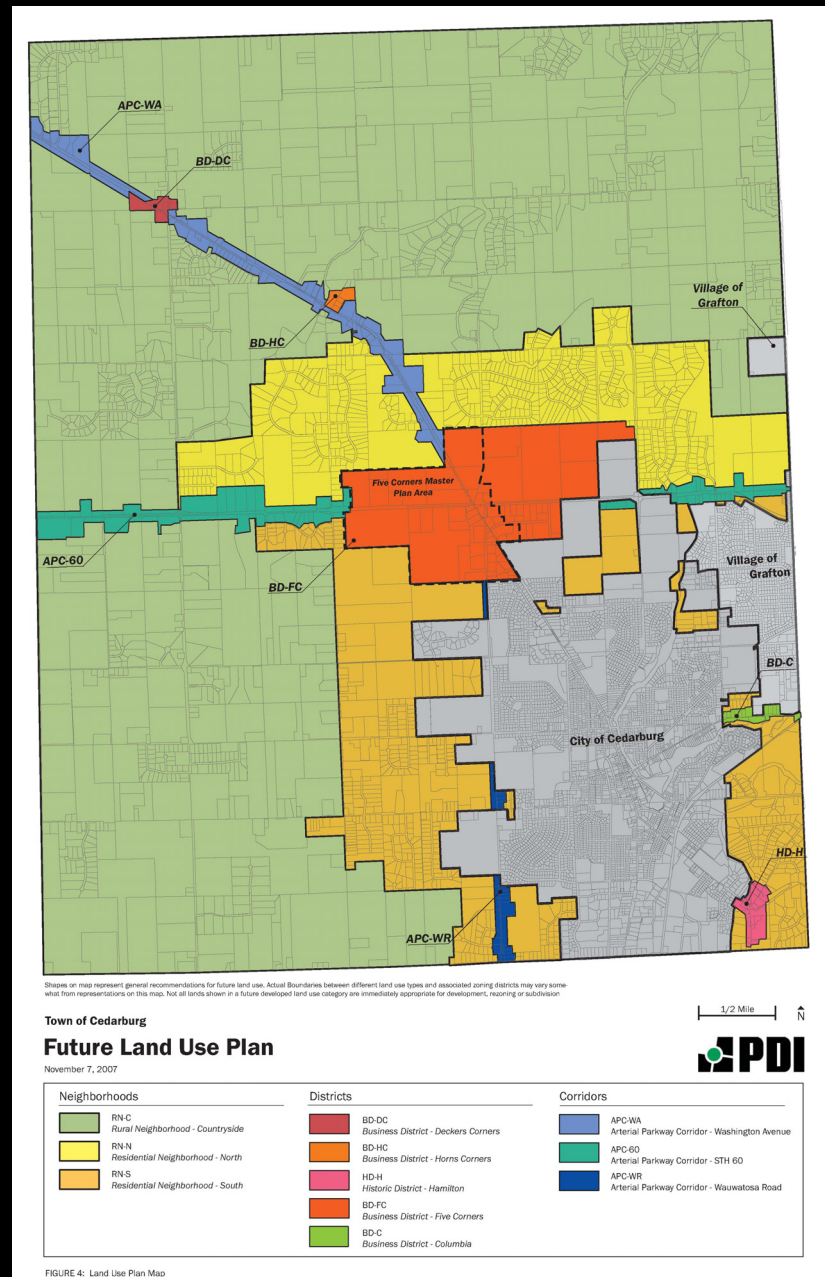 APC-WA
BD-DC
Village of
Grafton
BD-HC
Five Corners Master
Plan Area
APC-60
BD-FC
Village of
Grafton
BD-C
City of Cedarburg
HD-H
APC-WR
Shapes on map represent general recommendations for future land use. Actual Boundaries between different land use types and associated zoning districts may vary some-
what from representations on this map. Not all lands shown in a future developed land use category are immediately appropriate for development, rezoning or subdivision
1/2 Mile
N
Town of Cedarburg
Future Land Use Plan
November 7, 2007
PDI
Neighborhoods
RN-C
Rural Neighborhood - Countryside
RN-N
Residential Neighborhood - North
RN-S
Residential Neighborhood - South
Districts
BD-DC
Business District - Deckers Corners
BD-HC
Business District - Horns Corners
HD-H
Historic District - Hamilton
BD-FC
Business District - Five Corners
BD-C
Business District - Columbia
Corridors
APC-WA
Arterial Parkway Corridor - Washington Avenue
APC-60
Arterial Parkway Corridor - STH 60
APC-WR
Arterial Parkway Corridor - Wauwatosa Road
FIGURE 4: Land Use Plan Map